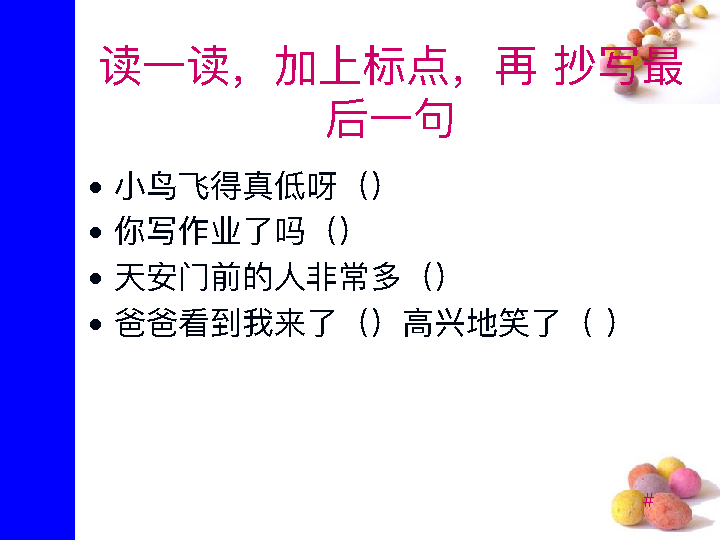 读一读，加上标点，再 抄写最
后一句
• 小鸟飞得真低呀（）
• 你写作业了吗（）
• 天安门前的人非常多（）
• 爸爸看到我来了（）高兴地笑了（ ）
#